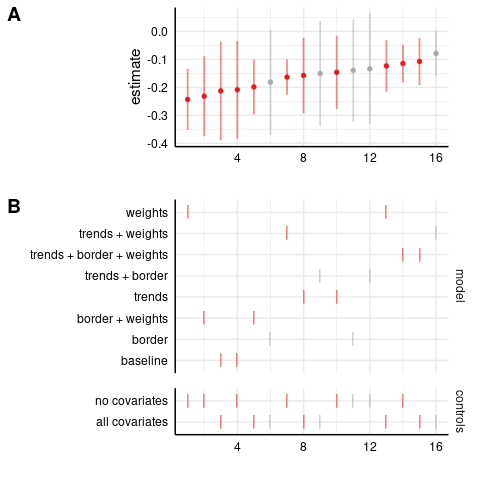 A
0.0
-0.1
-0.2
-0.3
-0.4
estimate
4 8 12 16
B
weights
trends + weights
trends + border + weights
trends + border
trends
border + weights
border
baseline
model
no covariates
all covariates
controls
4 8 12 16